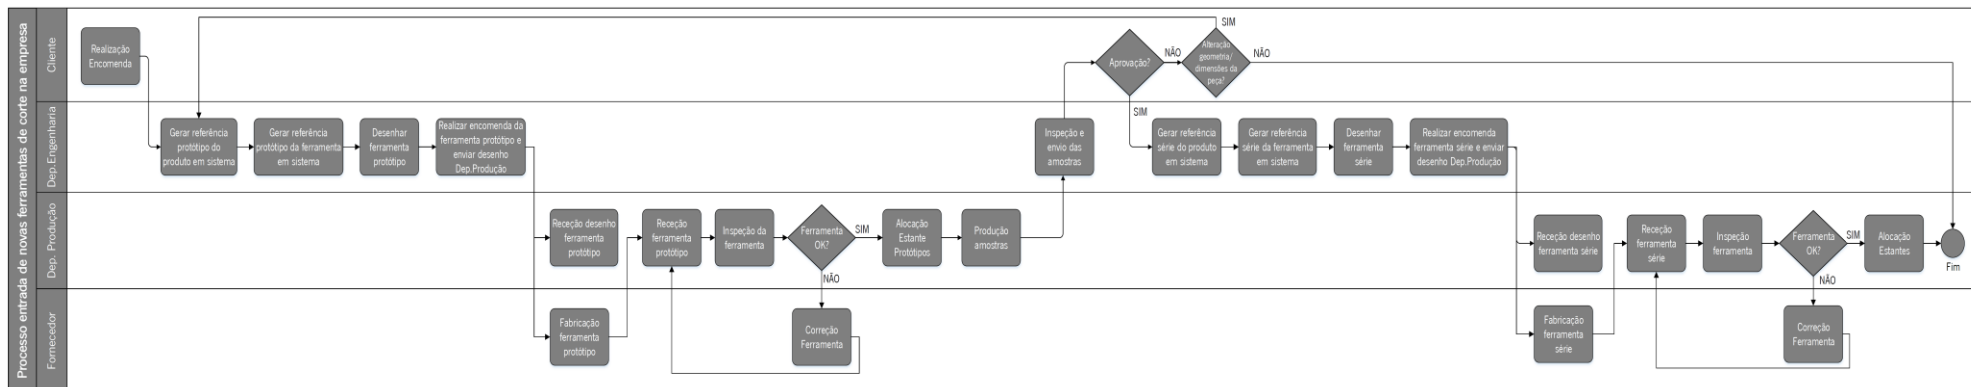 Processo entrada de novas ferramentas de corte na empresa
Cliente
Realização
Encomenda
Aprovação?
NÃO
SIM
Alteração
geometria/
dimensões da
peça?
SIM
NÃO
Dep.Engenharia
Gerar referência
protótipo do
produto em sistema
Gerar referência
protótipo da ferramenta
em sistema
Desenhar
ferramenta
protótipo
Realizar encomenda da
ferramenta protótipo e
enviar desenho
Dep.Produção
Inspeção e
envio das
amostras
Gerar referência
série do produto
em sistema
Gerar referência
série da ferramenta
em sistema
Desenhar
ferramenta
série
Realizar encomenda
ferramenta série e enviar
desenho Dep.Produção
Dep. Produção
Receção desenho
ferramenta
protótipo
Receção
ferramenta
protótipo
Inspeção da
ferramenta
Ferramenta
OK?
SIM
NÃO
Alocação
Estante
Protótipos
Produção
amostras
Receção desenho
ferramenta série
Receção
ferramenta
série
Inspeção
ferramenta
Ferramenta
OK?
SIM
NÃO
Alocação
Estantes
Fim
Fornecedor
Fabricação
ferramenta
protótipo
Correção
Ferramenta
Fabricação
ferramenta
série
Correção
Ferramenta